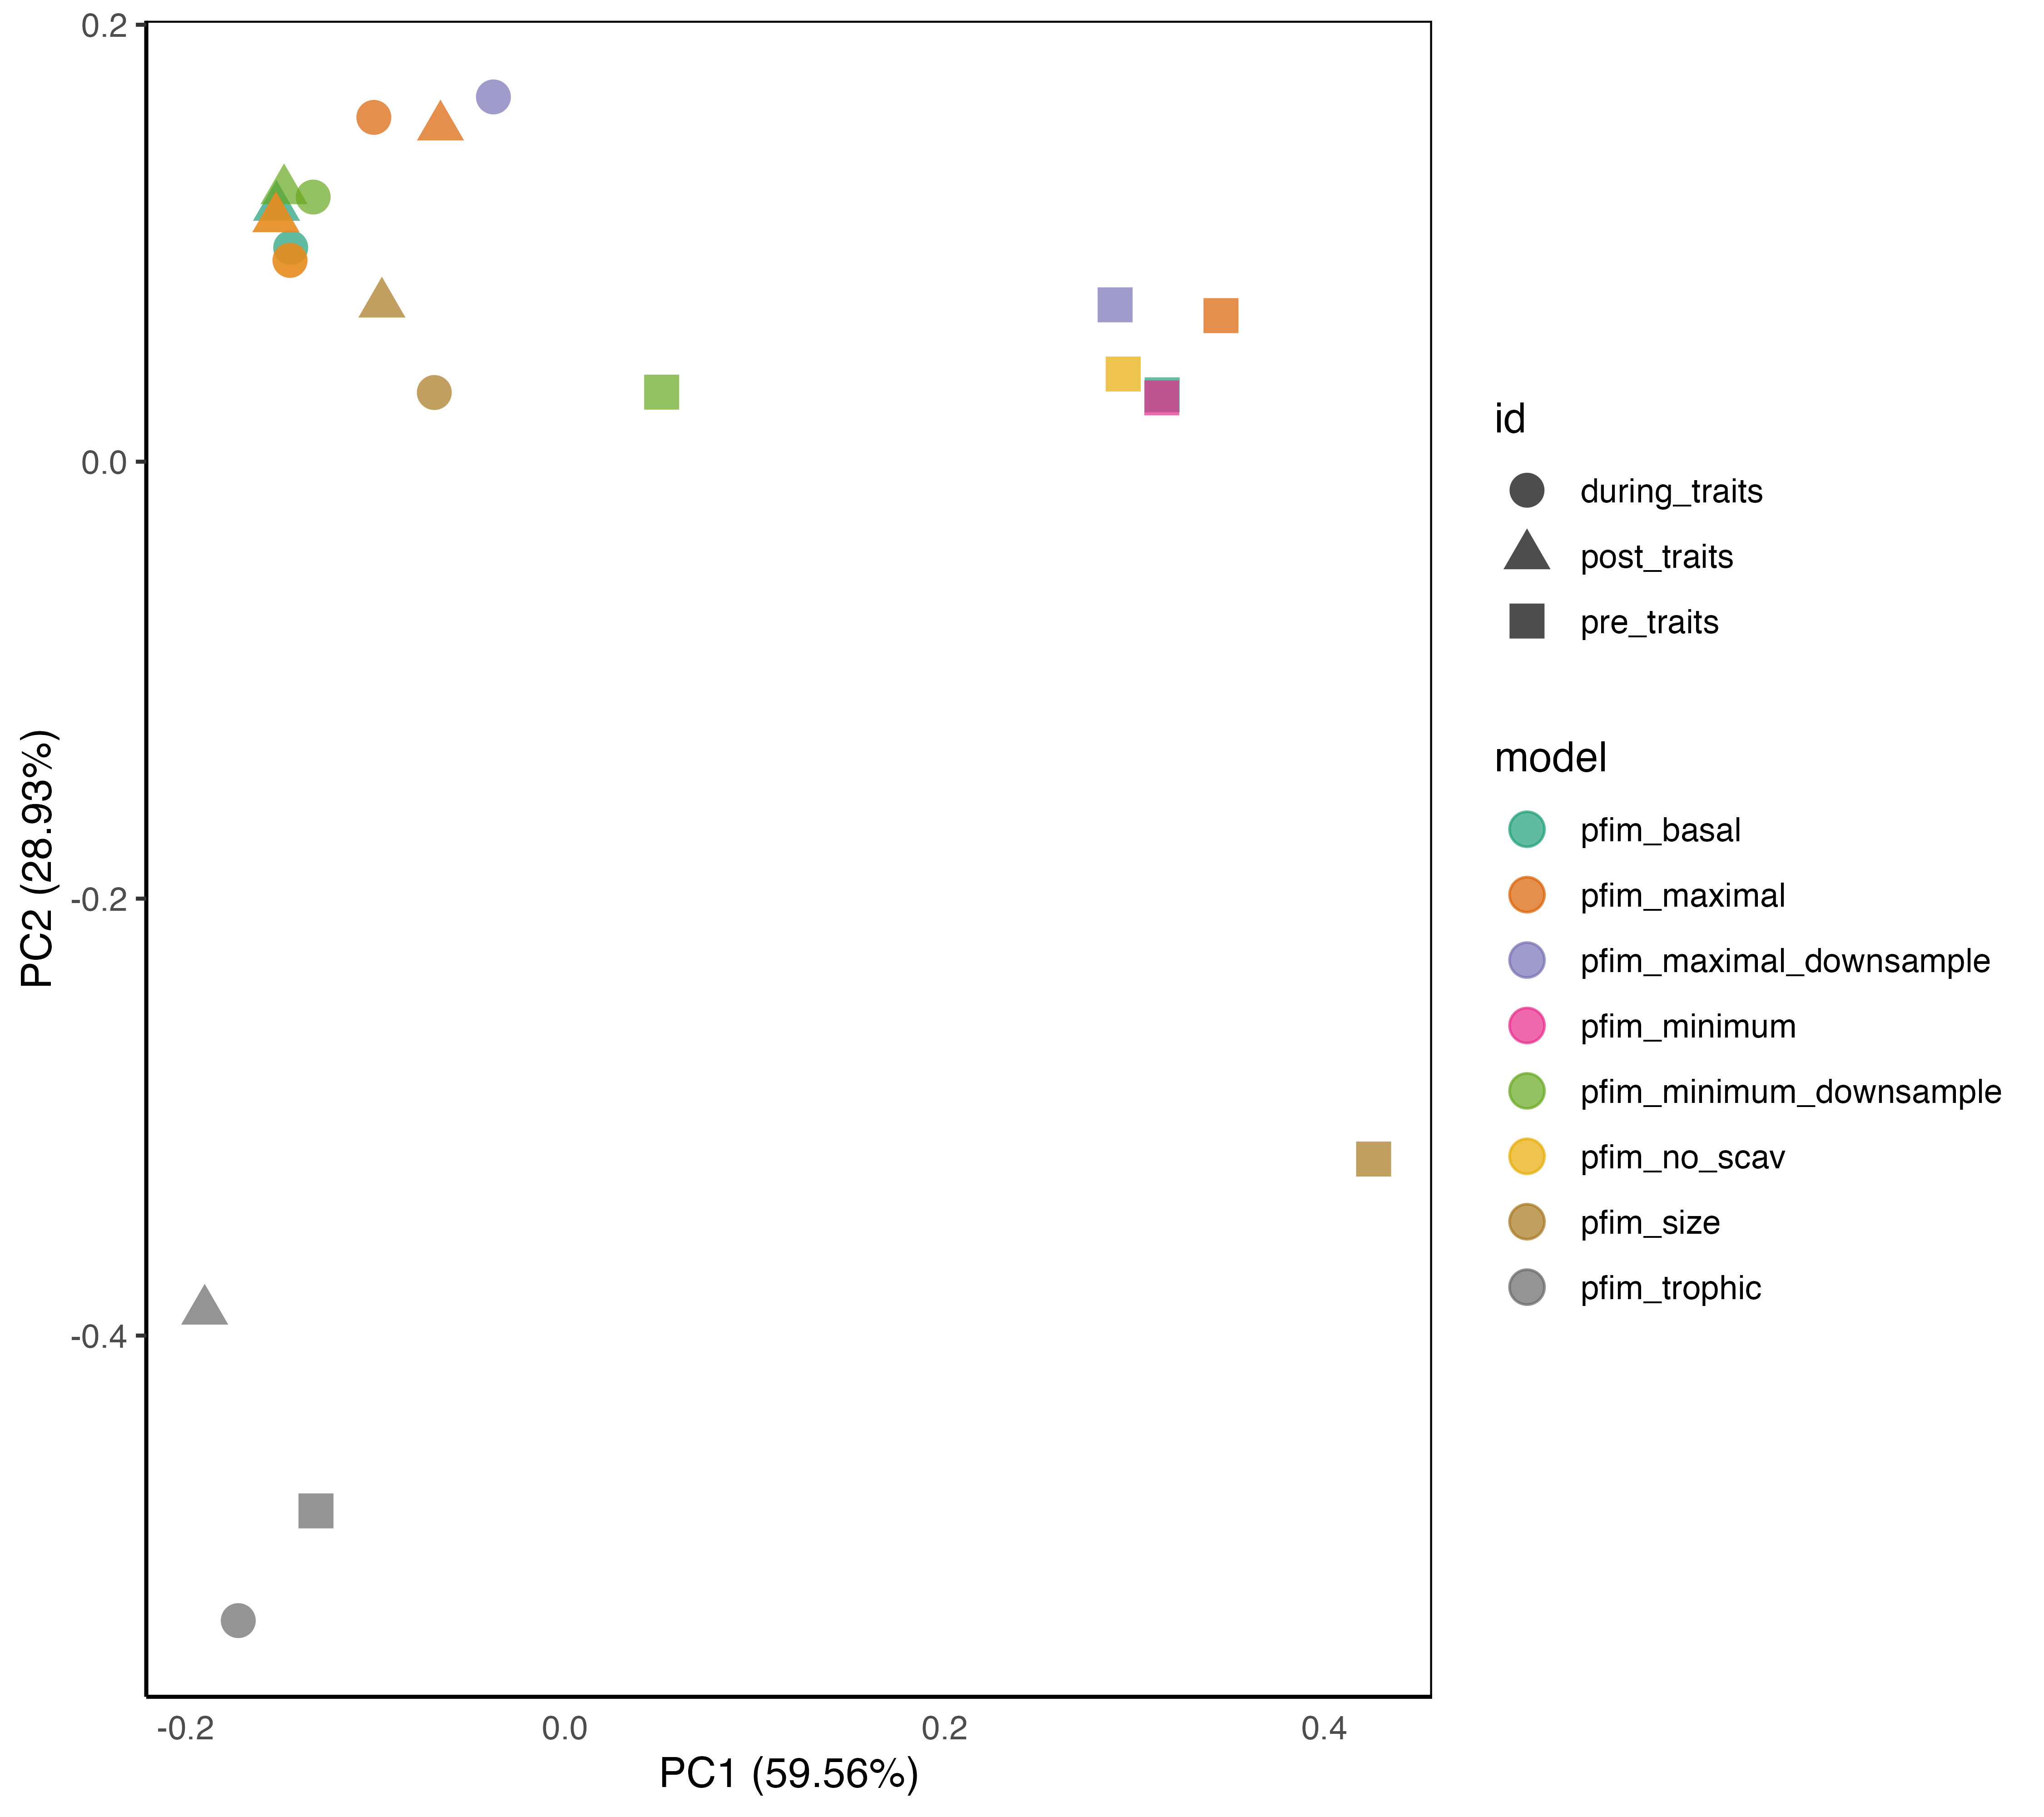 0.2
0.0
-0.2
-0.4
PC2 (28.93%)
-0.2
0.0
0.2
0.4
PC1 (59.56%)
id
during_traits
post_traits
pre_traits
model
pfim_basal
pfim_maximal
pfim_maximal_downsample
pfim_minimum
pfim_minimum_downsample
pfim_no_scav
pfim_size
pfim_trophic